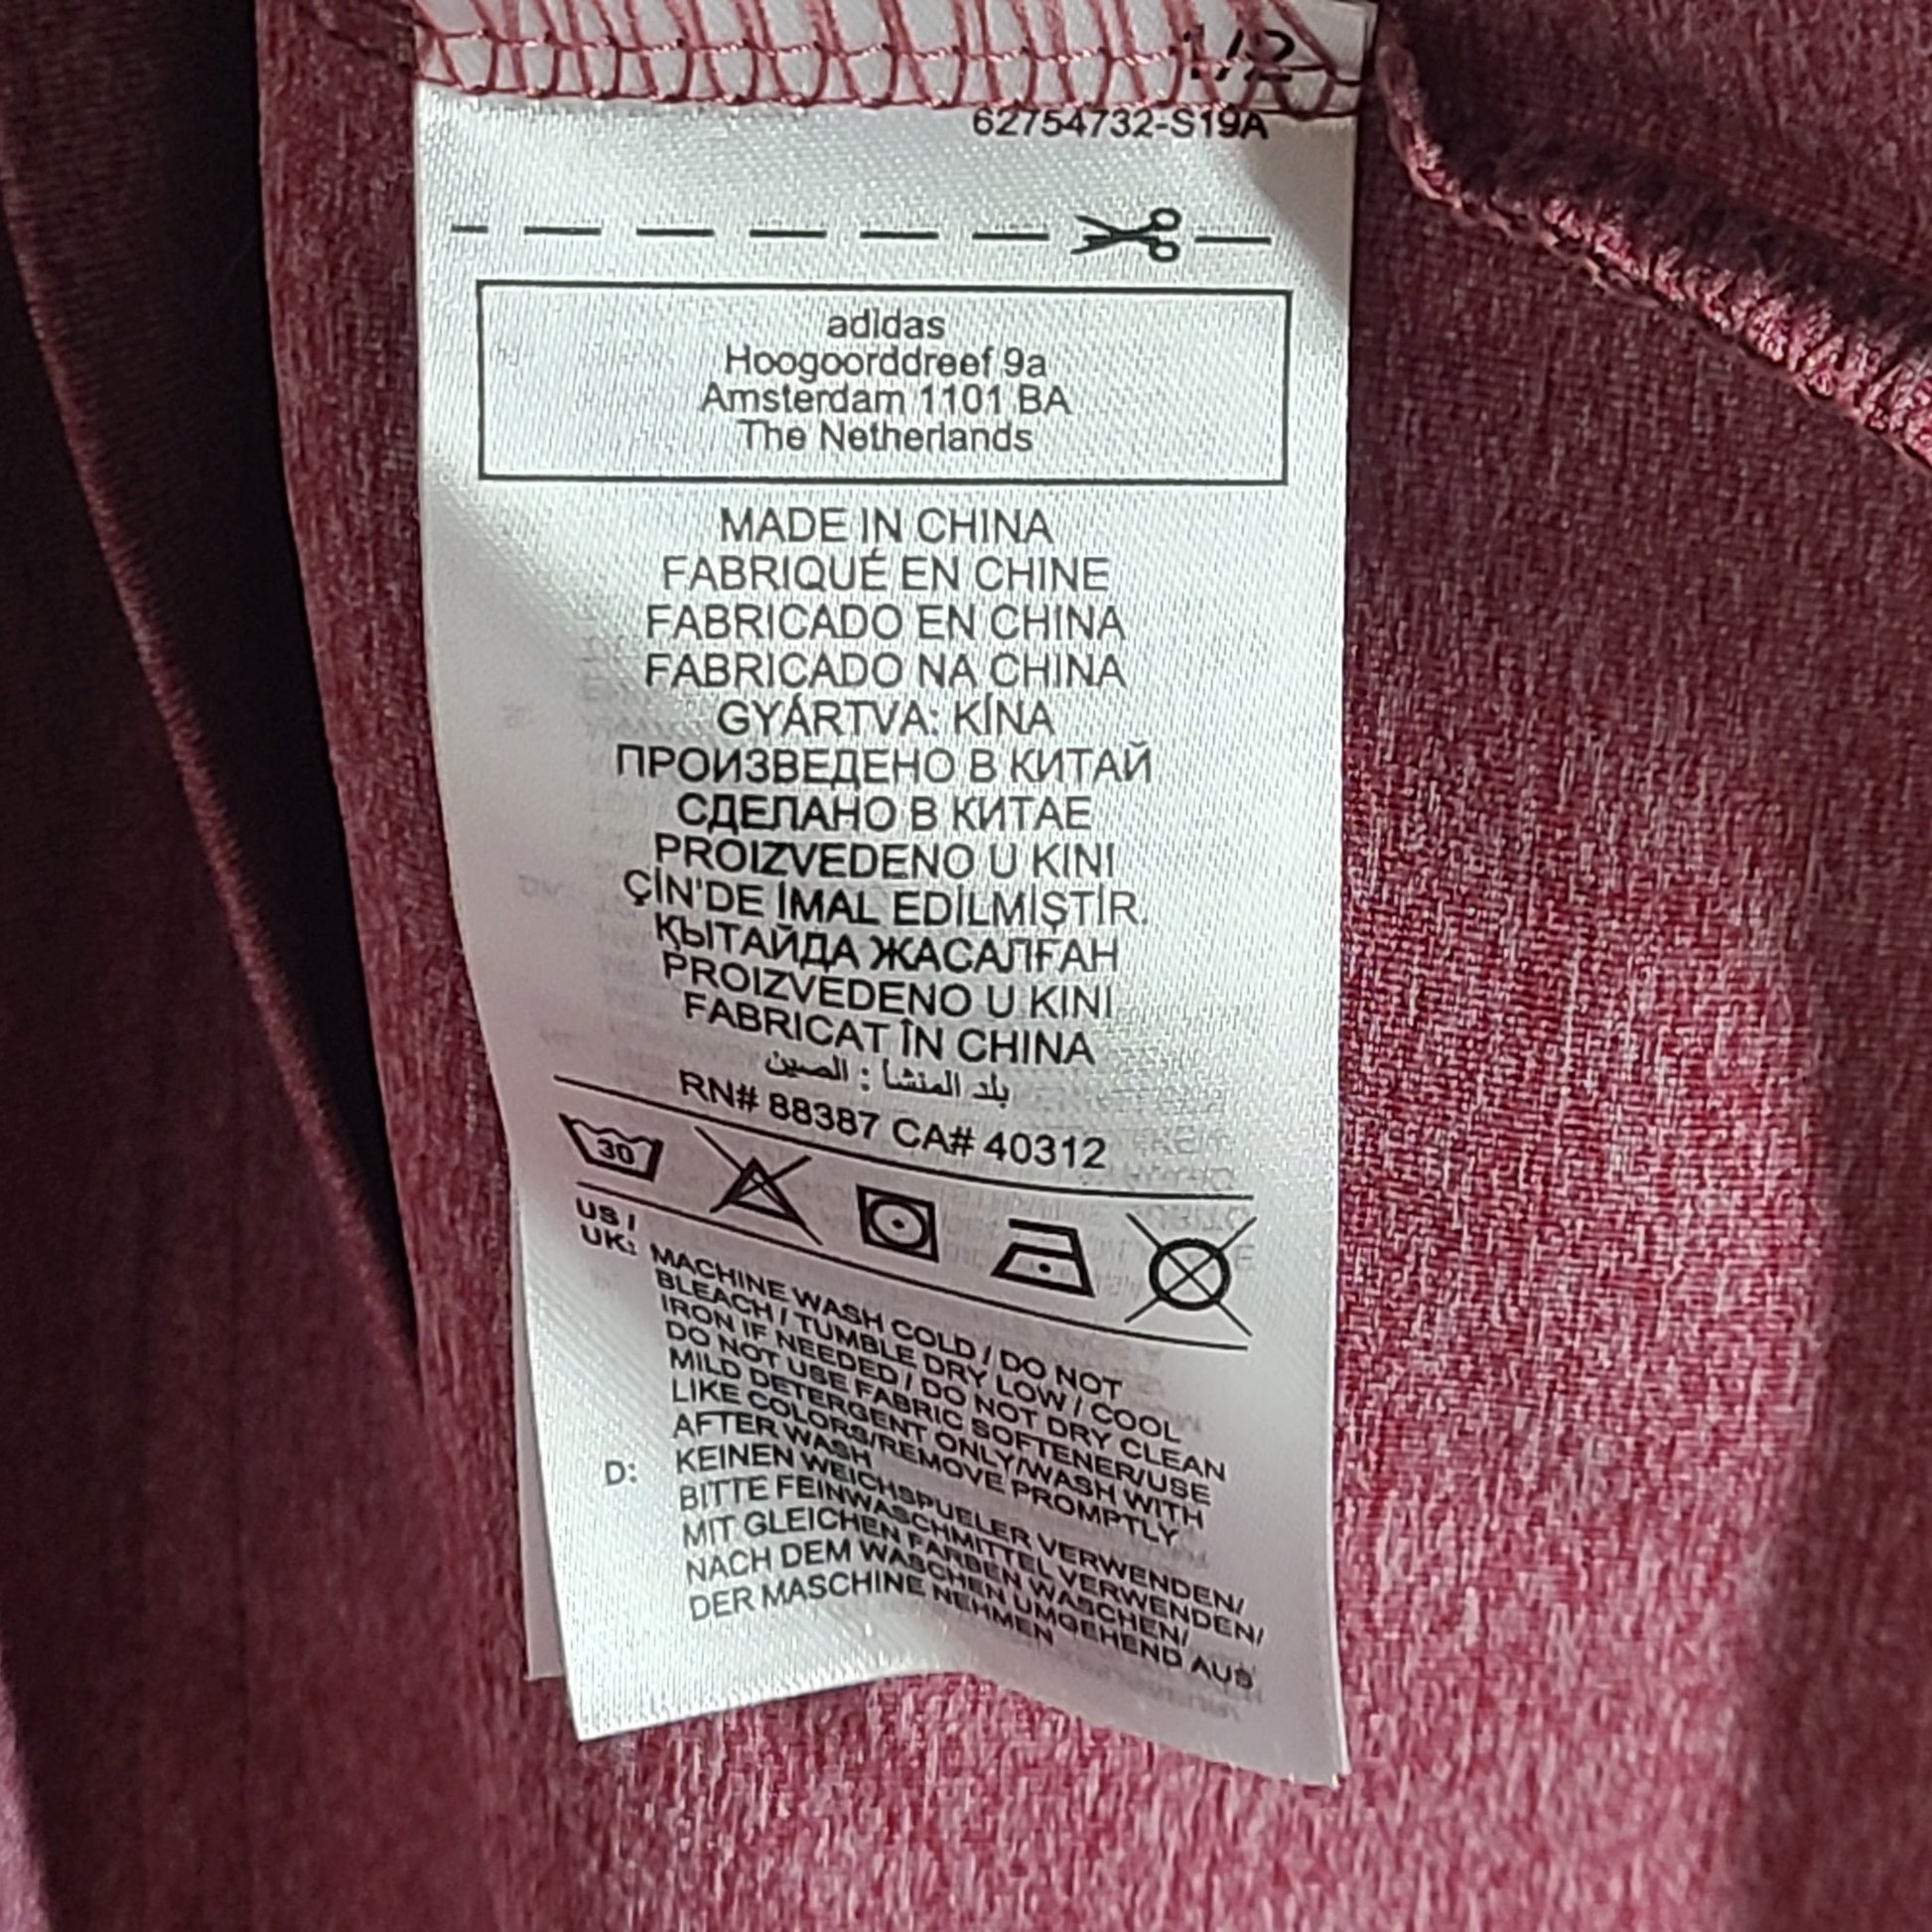 1/2
62754732-S19A
adidas
Hoogoorddreef 9a
Amsterdam 1101 BA
The Netherlands
MADE IN CHINA
FABRIQUÉ EN CHINE
FABRICADO EN CHINA
FABRICADO NA CHINA
GYÁRTVA: KÍNA
ПРОИЗВЕДЕНО В КИТАЙ
СДЕЛАНО В КИТАЕ
PROIZVEDENO U KINI
ÇİN'DE İMAL EDİLMİŞTİR.
ҚЫТАЙДА ЖАСАЛҒАН
PROIZVEDENO U KINI
FABRICAT ÎN CHINA
بلد المنشأ : الصين
RN# 88387 CA# 40312
30
US /
UK: MACHINE WASH COLD / DO NOT
BLEACH / TUMBLE DRY LOW / COOL
IRON IF NEEDED / DO NOT DRY CLEAN
DO NOT USE FABRIC SOFTENER/USE
MILD DETERGENT ONLY/WASH WITH
LIKE COLORS/REMOVE PROMPTLY
AFTER WASH
D: KEINEN WEICHSPUELER VERWENDEN/
BITTE FEINWASCHMITTEL VERWENDEN/
MIT GLEICHEN FARBEN WASCHEN/
NACH DEM WASCHEN UMGEHEND AUS
DER MASCHINE NEHMEN